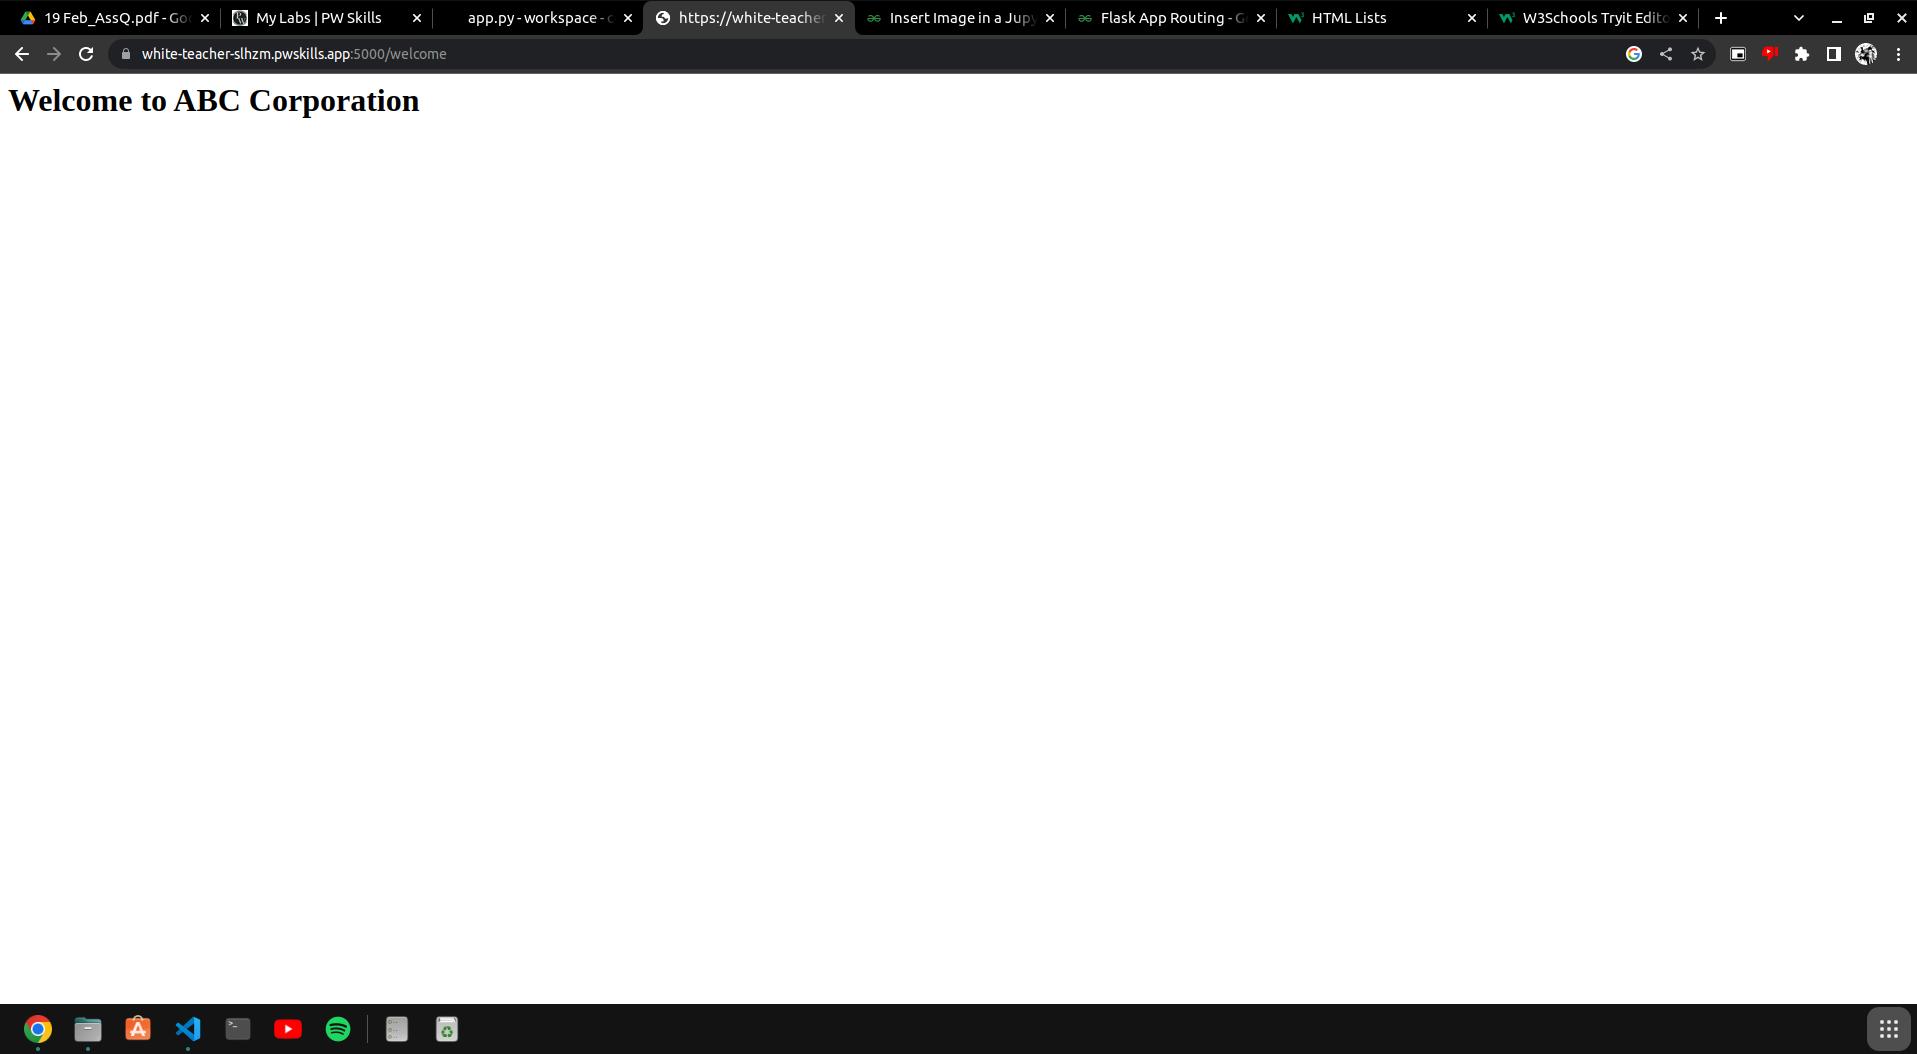 19 Feb_AssQ.pdf - Goo
My Labs | PW Skills
app.py - workspace - c
https://white-teacher
Insert Image in a Jupy
Flask App Routing - G
HTML Lists
W3Schools Tryit Edito
white-teacher-slhzm.pwskills.app:5000/welcome
Welcome to ABC Corporation